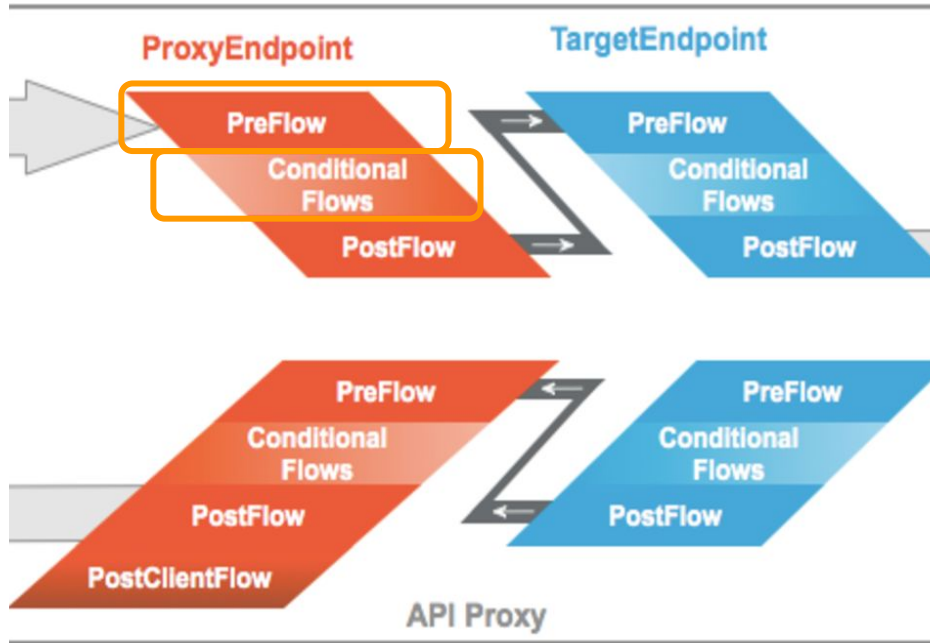 ProxyEndpoint
PreFlow
Conditional
Flows
PostFlow
TargetEndpoint
PreFlow
Conditional
Flows
PostFlow
PreFlow
Conditional
Flows
PostFlow
PostClientFlow
PreFlow
Conditional
Flows
PostFlow
API Proxy